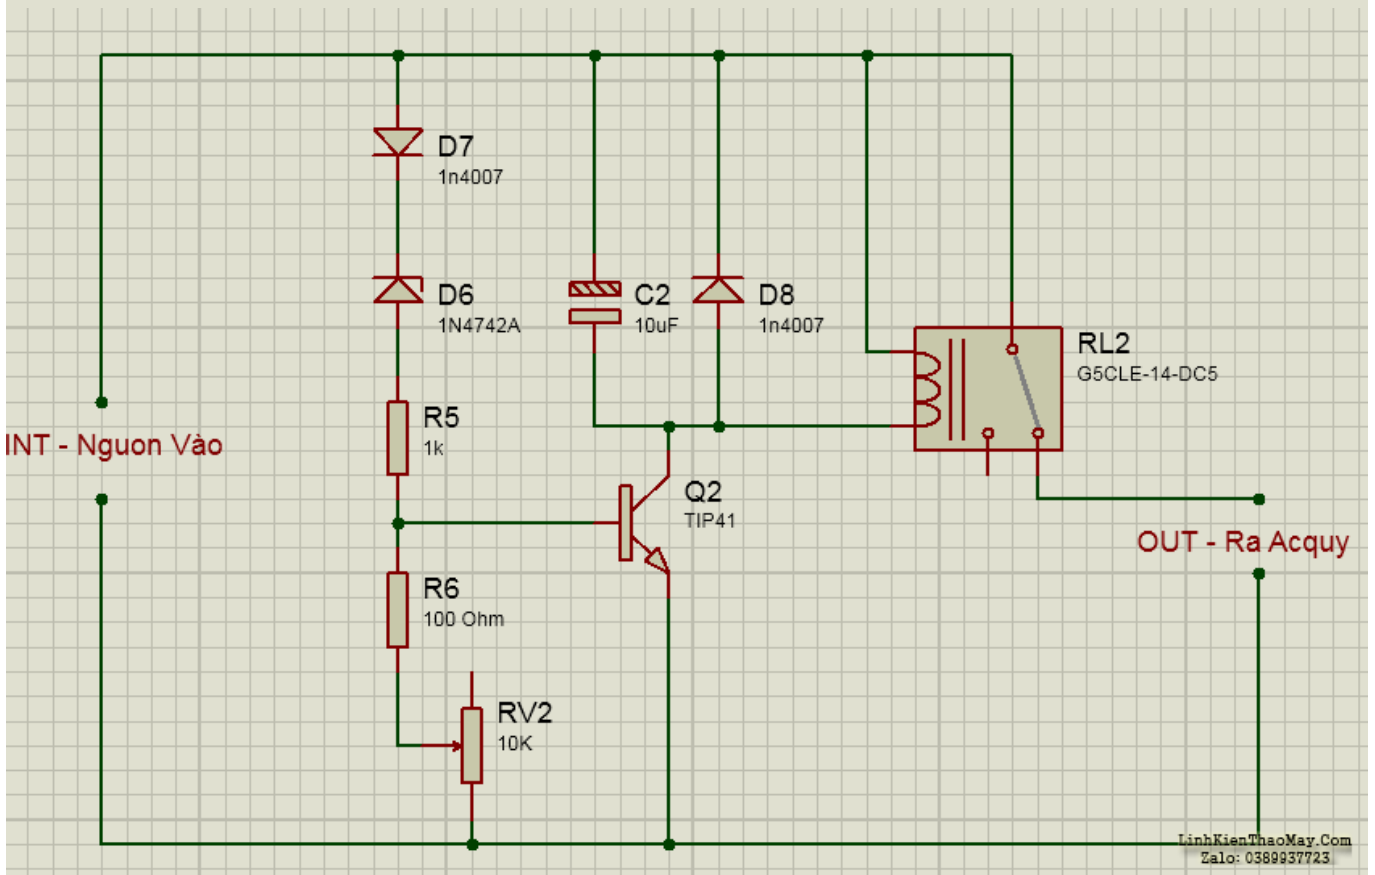 D7
1n4007
D6
1N4742A
C2
10uF
D8
1n4007
RL2
G5CLE-14-DC5
R5
1k
INT - Nguon Vào
Q2
TIP41
OUT - Ra Acquy
R6
100 Ohm
RV2
10K
LinhKienThaoMay.Com
Zalo: 0389937723